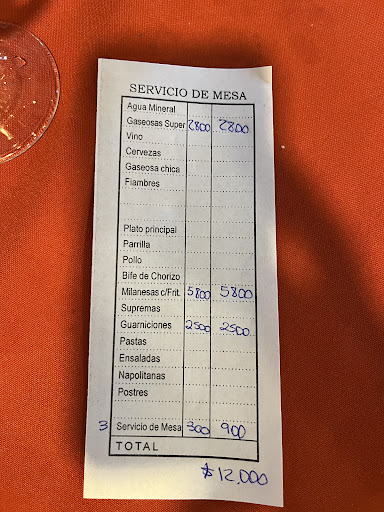 SERVICIO DE MESA
Agua Mineral
Gaseosas Super 2800 2800
Vino
Cervezas
Gaseosa chica
Fiambres
Plato principal
Parrilla
Pollo
Bife de Chorizo
Milanesas c/Frit. 5800 5800
Supremas
Guarniciones 2500 2500
Pastas
Ensaladas
Napolitanas
Postres
3 Servicio de Mesa 300 900
TOTAL
$12,000